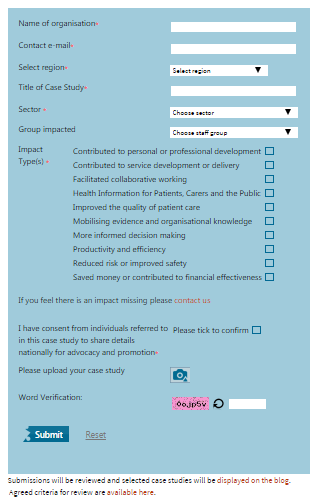 Name of organisation*
Contact e-mail*
Select region* Select region
Title of Case Study*
Sector * Choose sector
Group impacted Choose staff group
Impact Type(s) *
Contributed to personal or professional development
Contributed to service development or delivery
Facilitated collaborative working
Health Information for Patients, Carers and the Public
Improved the quality of patient care
Mobilising evidence and organisational knowledge
More informed decision making
Productivity and efficiency
Reduced risk or improved safety
Saved money or contributed to financial effectiveness
If you feel there is an impact missing please contact us
I have consent from individuals referred to Please tick to confirm
in this case study to share details
nationally for advocacy and promotion*
Please upload your case study
Word Verification:
Submit Reset
Submissions will be reviewed and selected case studies will be displayed on the blog.
Agreed criteria for review are available here.